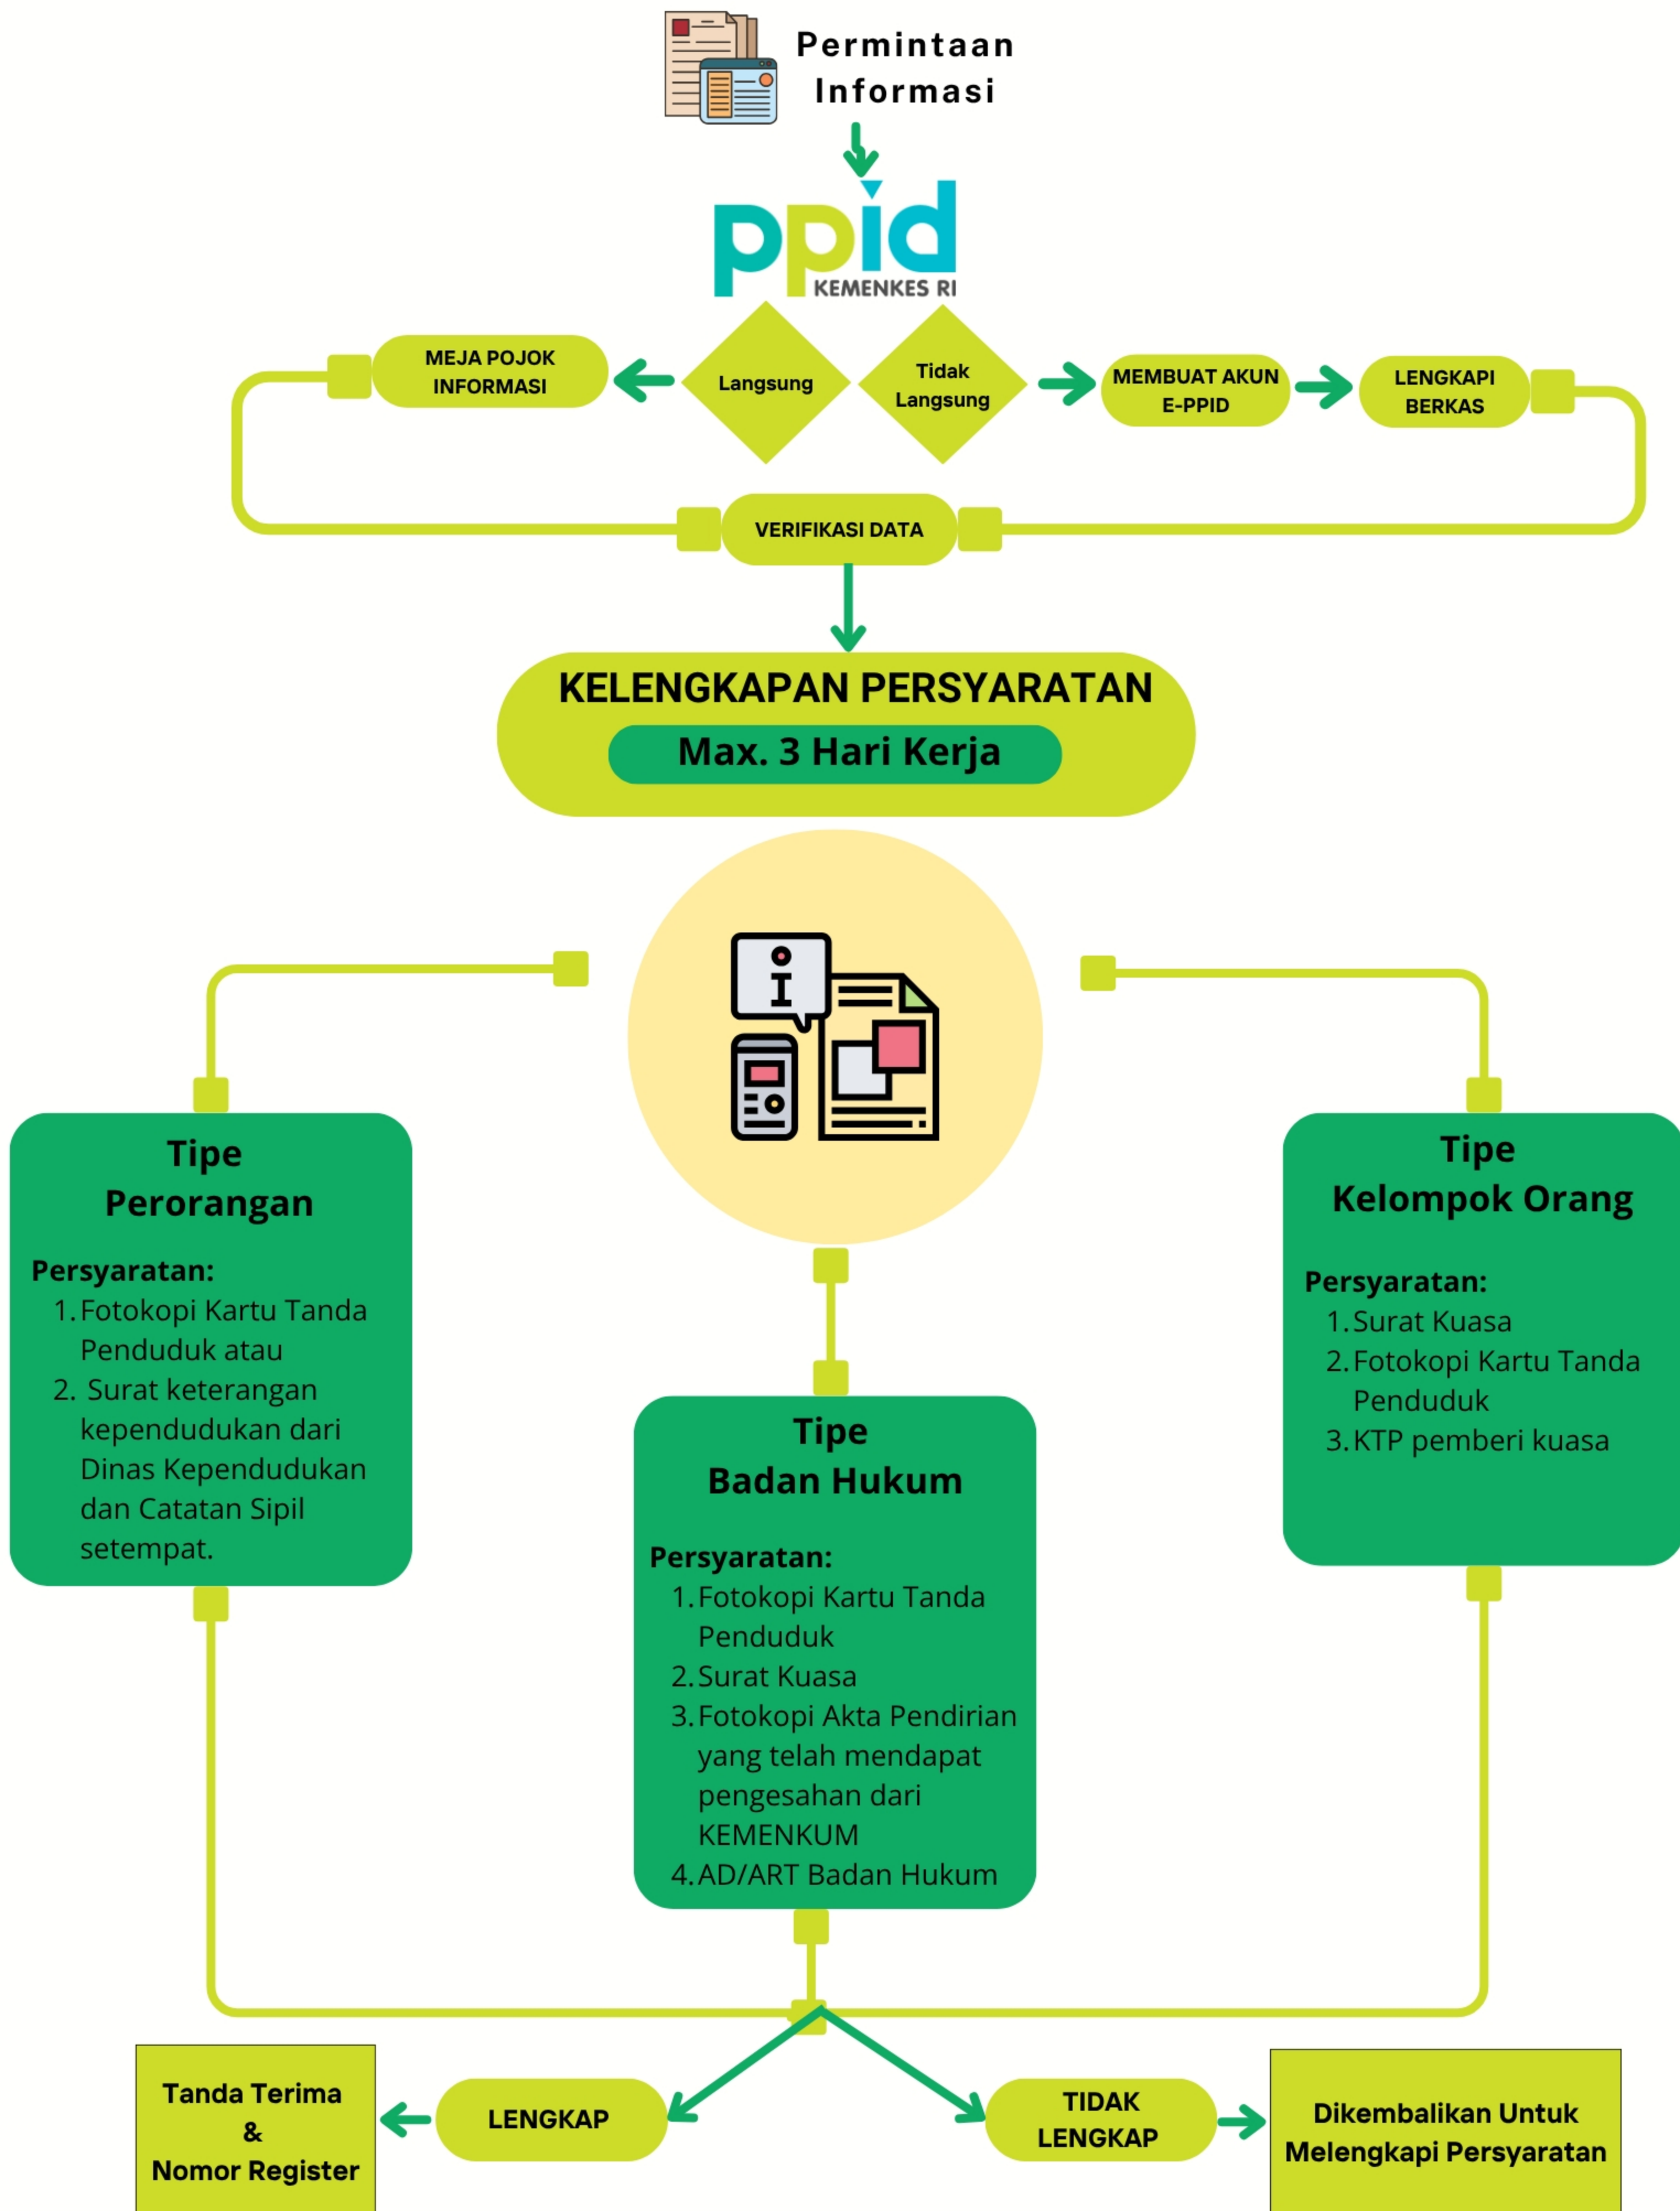 Permintaan
Informasi
ppid
KEMENKES RI
MEJA POJOK
INFORMASI
Langsung
Tidak
Langsung
MEMBUAT AKUN
E-PPID
LENGKAPI
BERKAS
VERIFIKASI DATA
KELENGKAPAN PERSYARATAN
Max. 3 Hari Kerja
Tipe
Perorangan
Persyaratan:
1. Fotokopi Kartu Tanda
Penduduk atau
2. Surat keterangan
kependudukan dari
Dinas Kependudukan
dan Catatan Sipil
setempat.
Tipe
Badan Hukum
Persyaratan:
1. Fotokopi Kartu Tanda
Penduduk
2. Surat Kuasa
3. Fotokopi Akta Pendirian
yang telah mendapat
pengesahan dari
KEMENKUM
4. AD/ART Badan Hukum
Tipe
Kelompok Orang
Persyaratan:
1. Surat Kuasa
2. Fotokopi Kartu Tanda
Penduduk
3. KTP pemberi kuasa
Tanda Terima
&
Nomor Register
LENGKAP
TIDAK
LENGKAP
Dikembalikan Untuk
Melengkapi Persyaratan